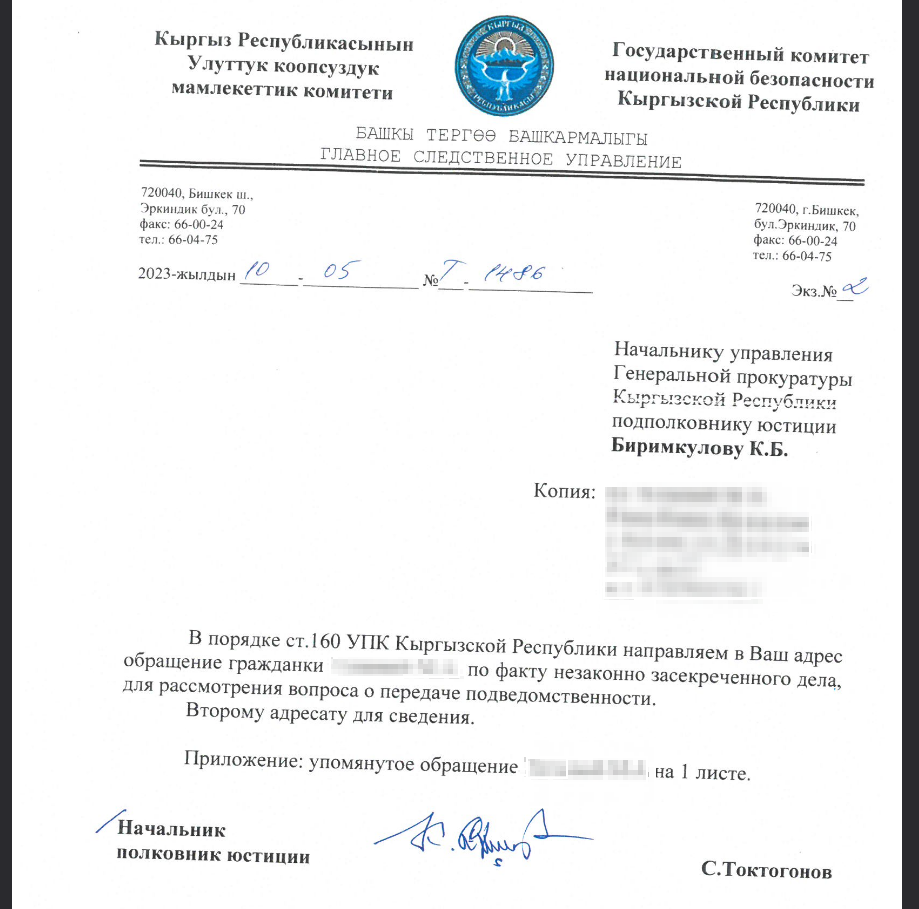 Кыргыз Республикасынын
Улуттук коопсуздук
мамлекеттик комитети
КЫРГЫЗ
РЕСПУБЛИКАСЫ
Государственный комитет
национальной безопасности
Кыргызской Республики
БАШКЫ ТЕРГӨӨ БАШКАРМАЛЫГЫ
ГЛАВНОЕ СЛЕДСТВЕННОЕ УПРАВЛЕНИЕ
720040, Бишкек ш.,
Эркиндик бул., 70
факс: 66-00-24
тел.: 66-04-75
720040, г.Бишкек,
бул.Эркиндик, 70
факс: 66-00-24
тел.: 66-04-75
2023-жылдын 10 - 05 № Т - 1486
Экз.№ 2
Начальнику управления
Генеральной прокуратуры
Кыргызской Республики
подполковнику юстиции
Биримкулову К.Б.
Копия:
В порядке ст.160 УПК Кыргызской Республики направляем в Ваш адрес
обращение гражданки по факту незаконно засекреченного дела,
для рассмотрения вопроса о передаче подведомственности.
Второму адресату для сведения.
Приложение: упомянутое обращение на 1 листе.
Начальник
полковник юстиции
С.Токтогонов